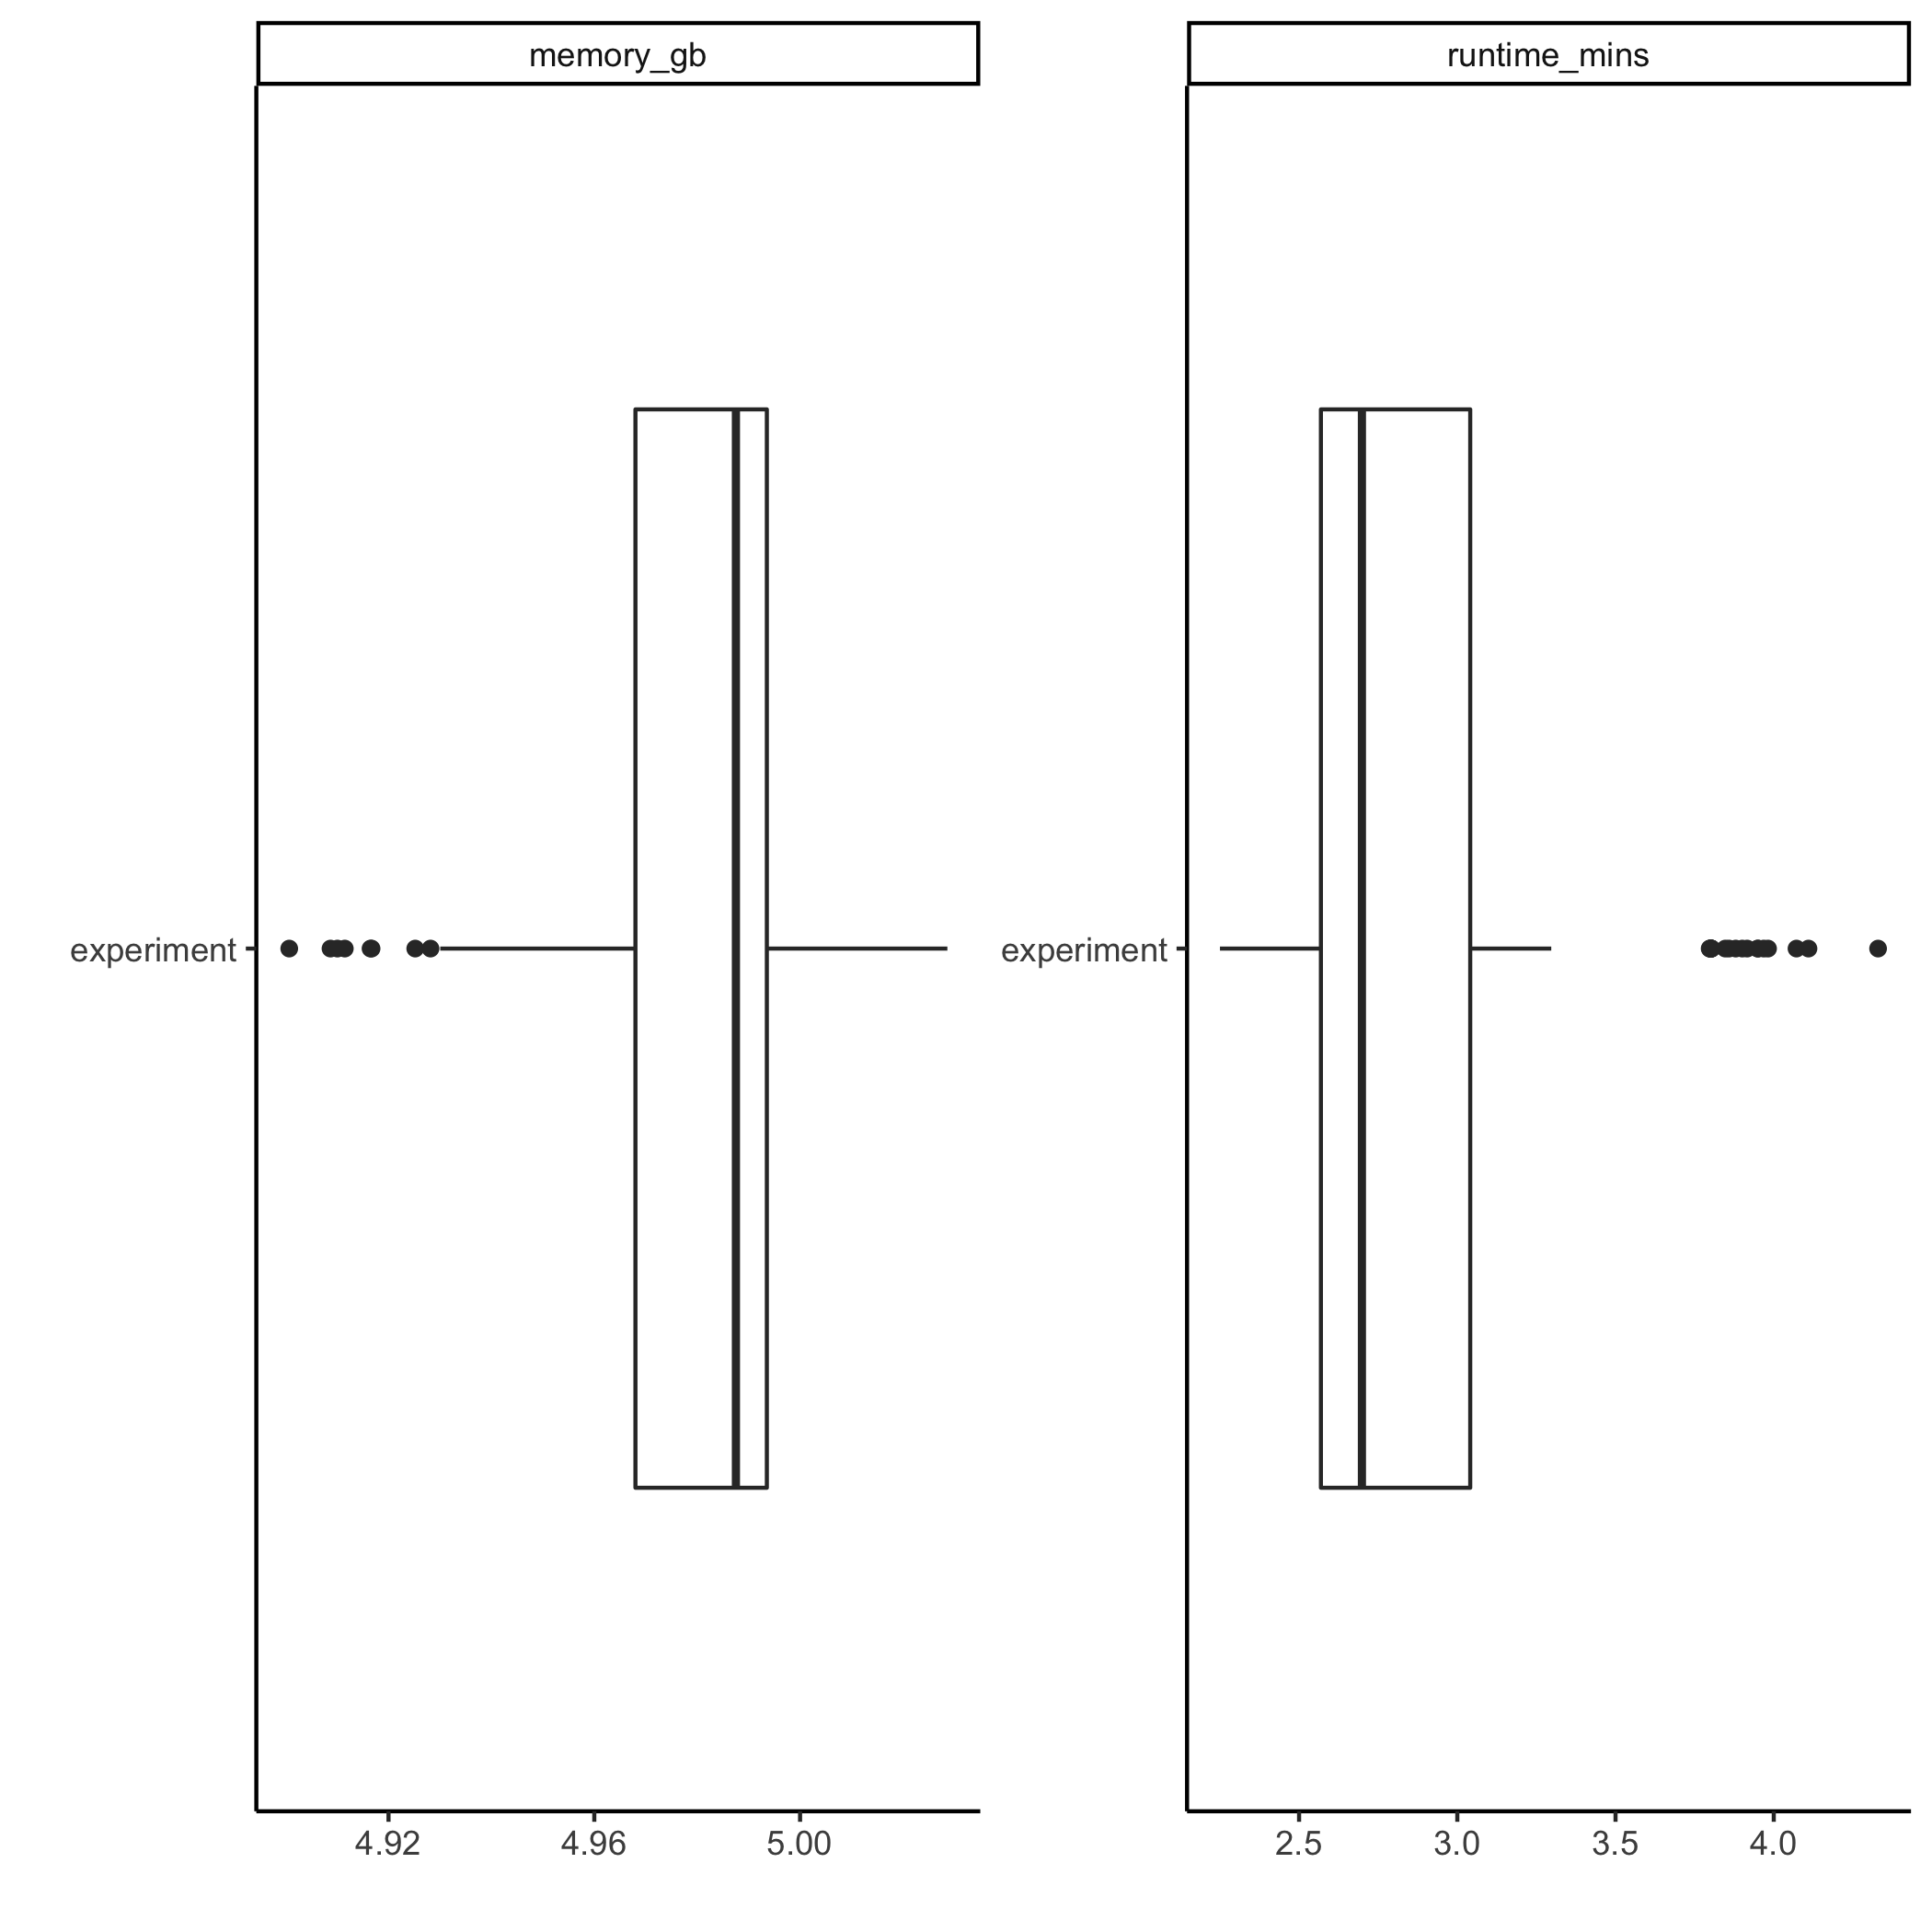 memory_gb
runtime_mins
experiment
experiment
4.92 4.96 5.00
2.5 3.0 3.5 4.0